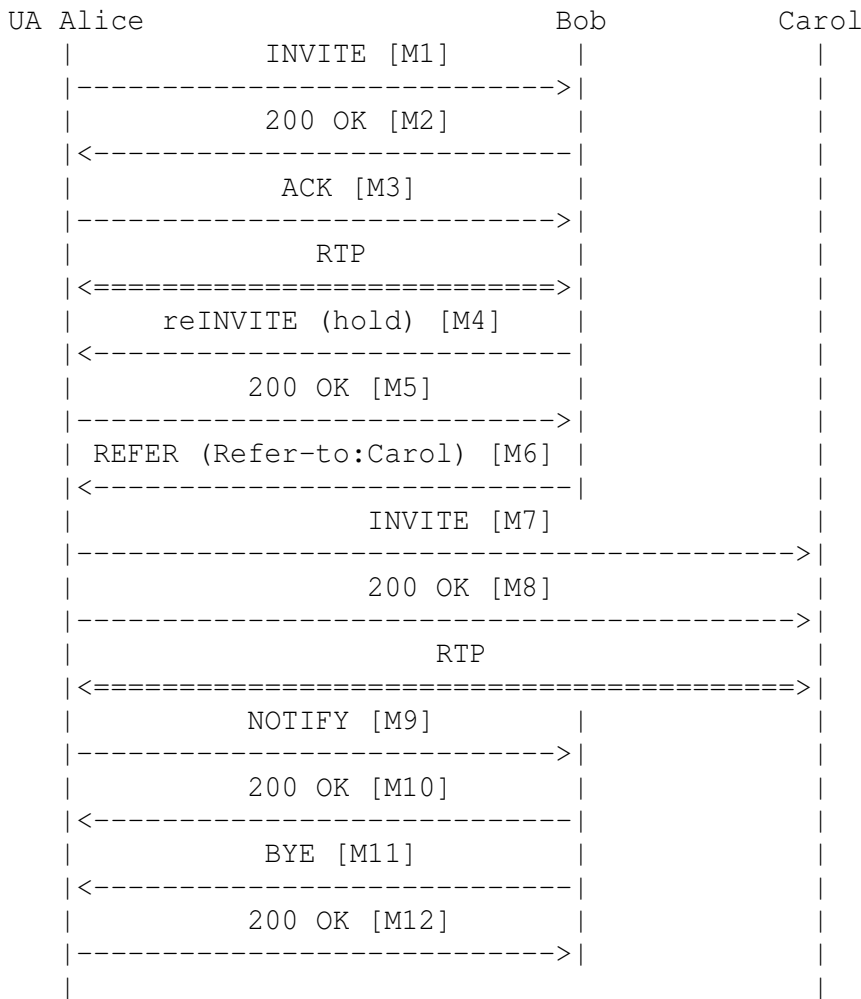 UA Alice Bob Carol
INVITE [M1]
200 OK [M2]
ACK [M3]
RTP
reINVITE (hold) [M4]
200 OK [M5]
REFER (Refer-to:Carol) [M6]
INVITE [M7]
200 OK [M8]
RTP
NOTIFY [M9]
200 OK [M10]
BYE [M11]
200 OK [M12]